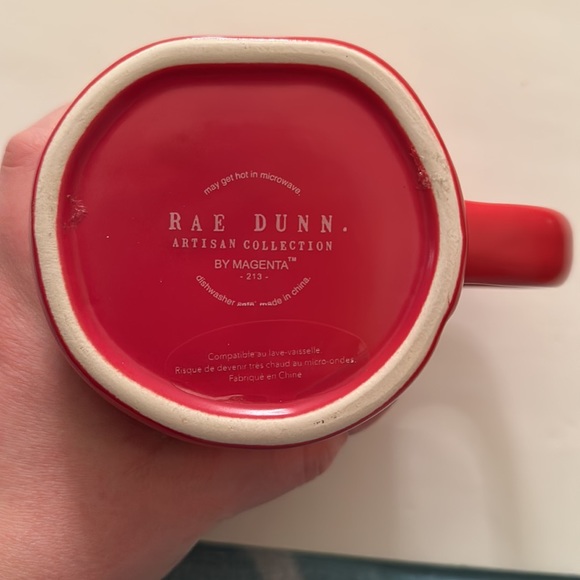 may get hot in microwave.
RAE DUNN.
ARTISAN COLLECTION
BY MAGENTA™
- 213 -
dishwasher made in china.
Compatible au lave-vaisselle
Risque de devenir très chaud au micro-ondes
Fabriqué en Chine